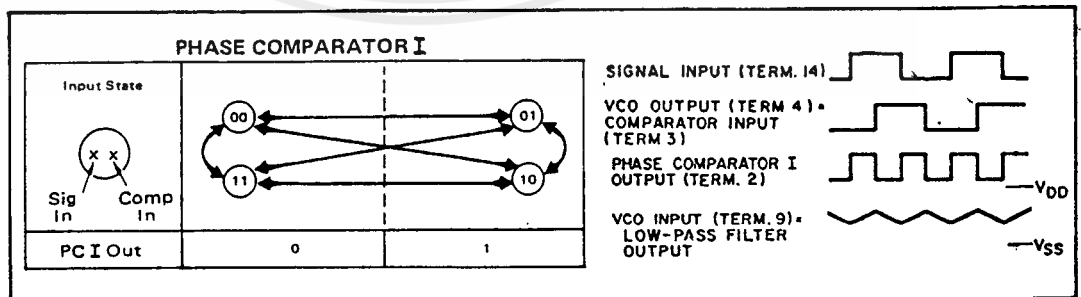 PHASE COMPARATOR I
Input State
x x
Sig In
Comp In
00
01
11
10
PC I Out
0
1
SIGNAL INPUT (TERM. 14)
VCO OUTPUT (TERM 4) =
COMPARATOR INPUT
(TERM 3)
PHASE COMPARATOR I
OUTPUT (TERM. 2)
VDD
VCO INPUT (TERM. 9) =
LOW-PASS FILTER
OUTPUT
VSS